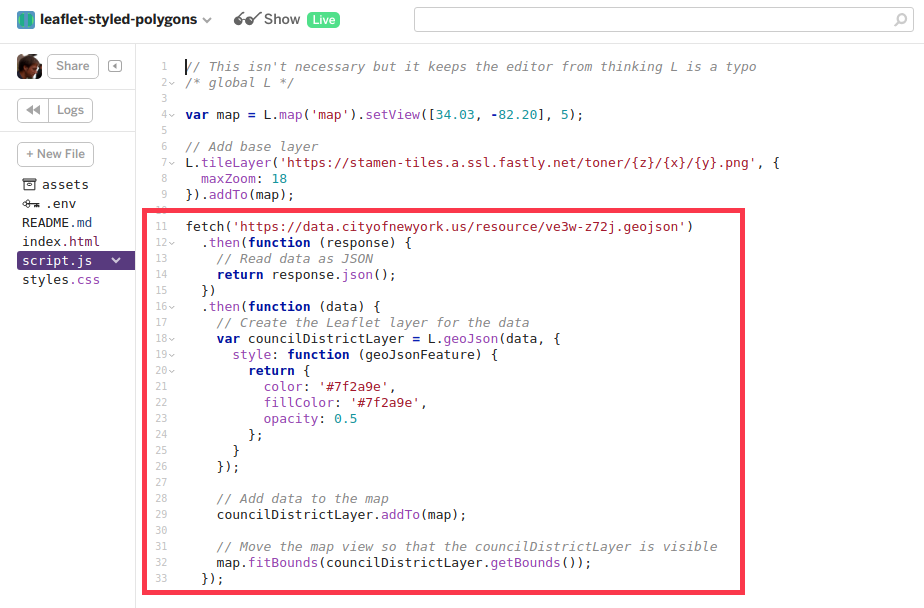 leaflet-styled-polygons Show Live
Share
Logs
+ New File
assets
.env
README.md
index.html
script.js
styles.css
1 // This isn't necessary but it keeps the editor from thinking L is a typo
2 /* global L */
3
4 var map = L.map('map').setView([34.03, -82.20], 5);
5
6 // Add base layer
7 L.tileLayer('https://stamen-tiles.a.ssl.fastly.net/toner/{z}/{x}/{y}.png', {
8   maxZoom: 18
9 }).addTo(map);
10
11 fetch('https://data.cityofnewyork.us/resource/ve3w-z72j.geojson')
12   .then(function (response) {
13     // Read data as JSON
14     return response.json();
15   })
16   .then(function (data) {
17     // Create the Leaflet layer for the data
18     var councilDistrictLayer = L.geoJson(data, {
19       style: function (geoJsonFeature) {
20         return {
21           color: '#7f2a9e',
22           fillColor: '#7f2a9e',
23           opacity: 0.5
24         };
25       }
26     });
27
28     // Add data to the map
29     councilDistrictLayer.addTo(map);
30
31     // Move the map view so that the councilDistrictLayer is visible
32     map.fitBounds(councilDistrictLayer.getBounds());
33   });